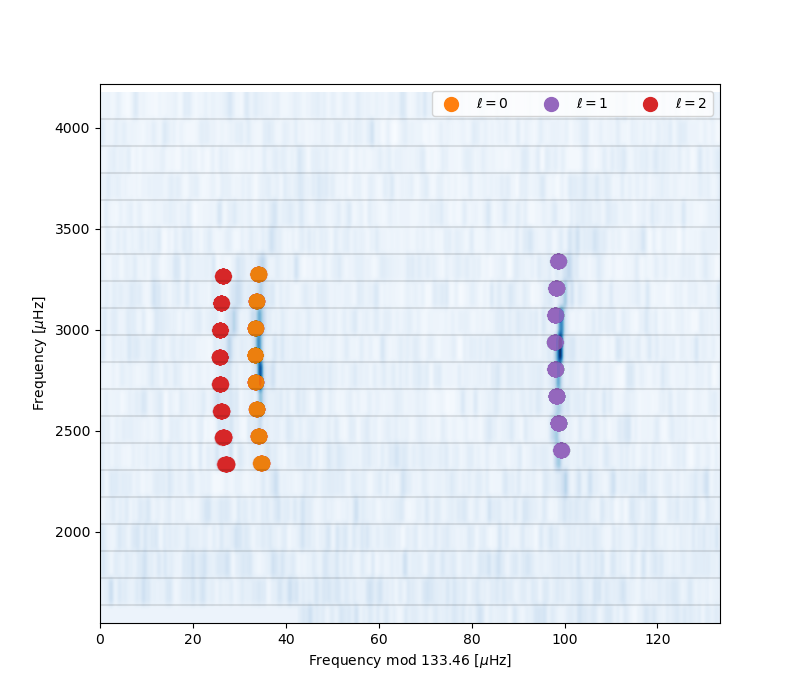 ℓ = 0 ℓ = 1 ℓ = 2
4000
3500
3000
2500
2000
Frequency [μHz]
0 20 40 60 80 100 120
Frequency mod 133.46 [μHz]